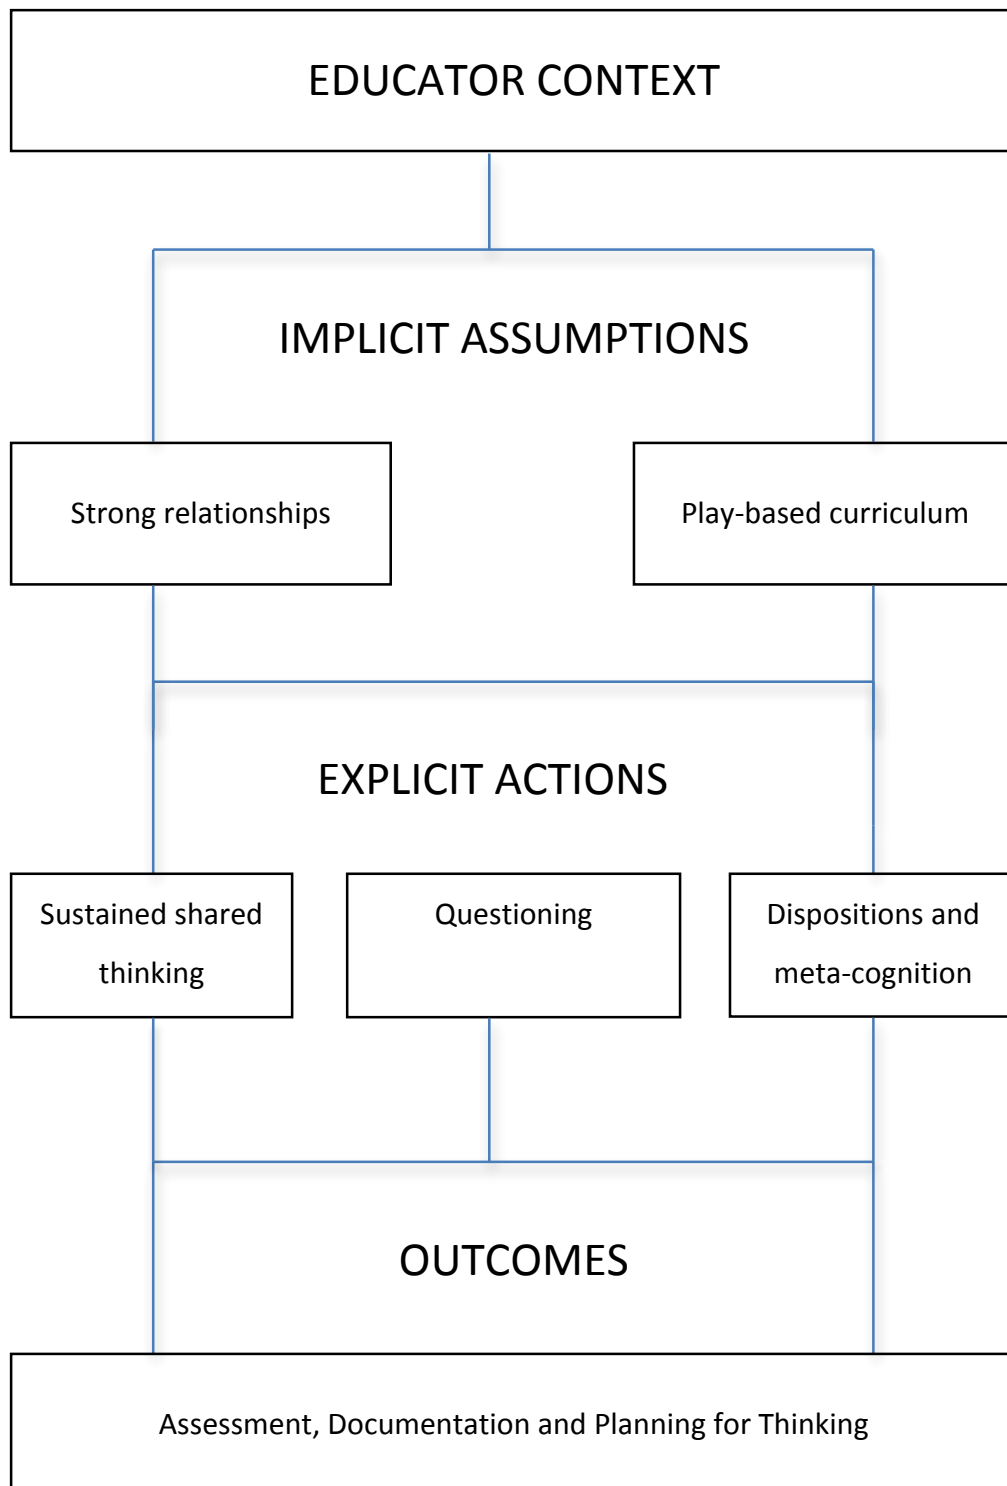 EDUCATOR CONTEXT
IMPLICIT ASSUMPTIONS
Strong relationships
Play-based curriculum
EXPLICIT ACTIONS
Sustained shared
thinking
Questioning
Dispositions and
meta-cognition
OUTCOMES
Assessment, Documentation and Planning for Thinking